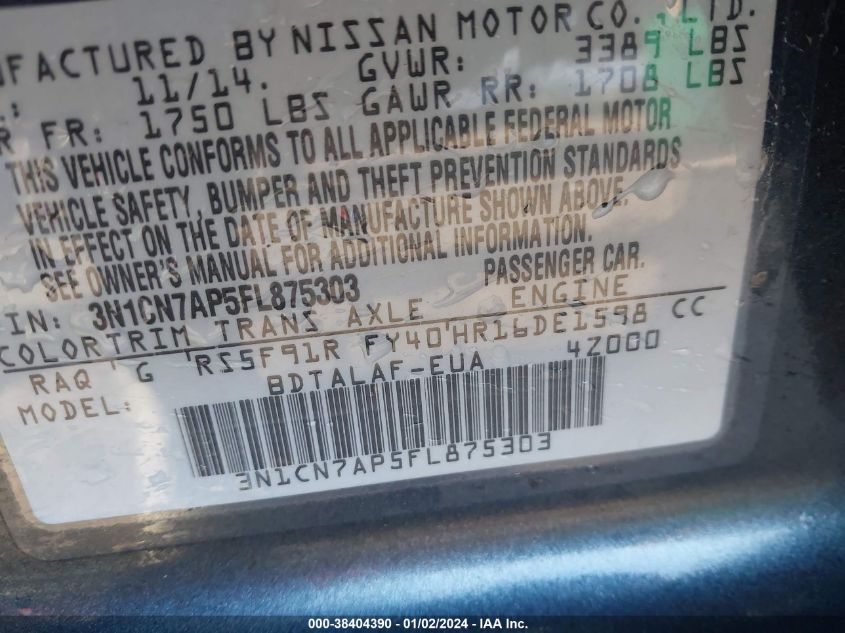 UFACTURED BY NISSAN MOTOR CO., LTD.
11/14. GVWR: 3389 LBS
R FR: 1750 LBS GAWR RR: 1708 LBS
THIS VEHICLE CONFORMS TO ALL APPLICABLE FEDERAL MOTOR
VEHICLE SAFETY, BUMPER AND THEFT PREVENTION STANDARDS
IN EFFECT ON THE DATE OF MANUFACTURE SHOWN ABOVE.
SEE OWNER'S MANUAL FOR ADDITIONAL INFORMATION.
IN: 3N1CN7AP5FL875303 PASSENGER CAR.
COLORTRIM TRANS AXLE ENGINE
RAQ G RS5F91R FY40 HR16DE1598 CC
MODEL: BDTALAF-EUA 4Z000
3N1CN7AP5FL875303
000-38404390 - 01/02/2024 - IAA Inc.